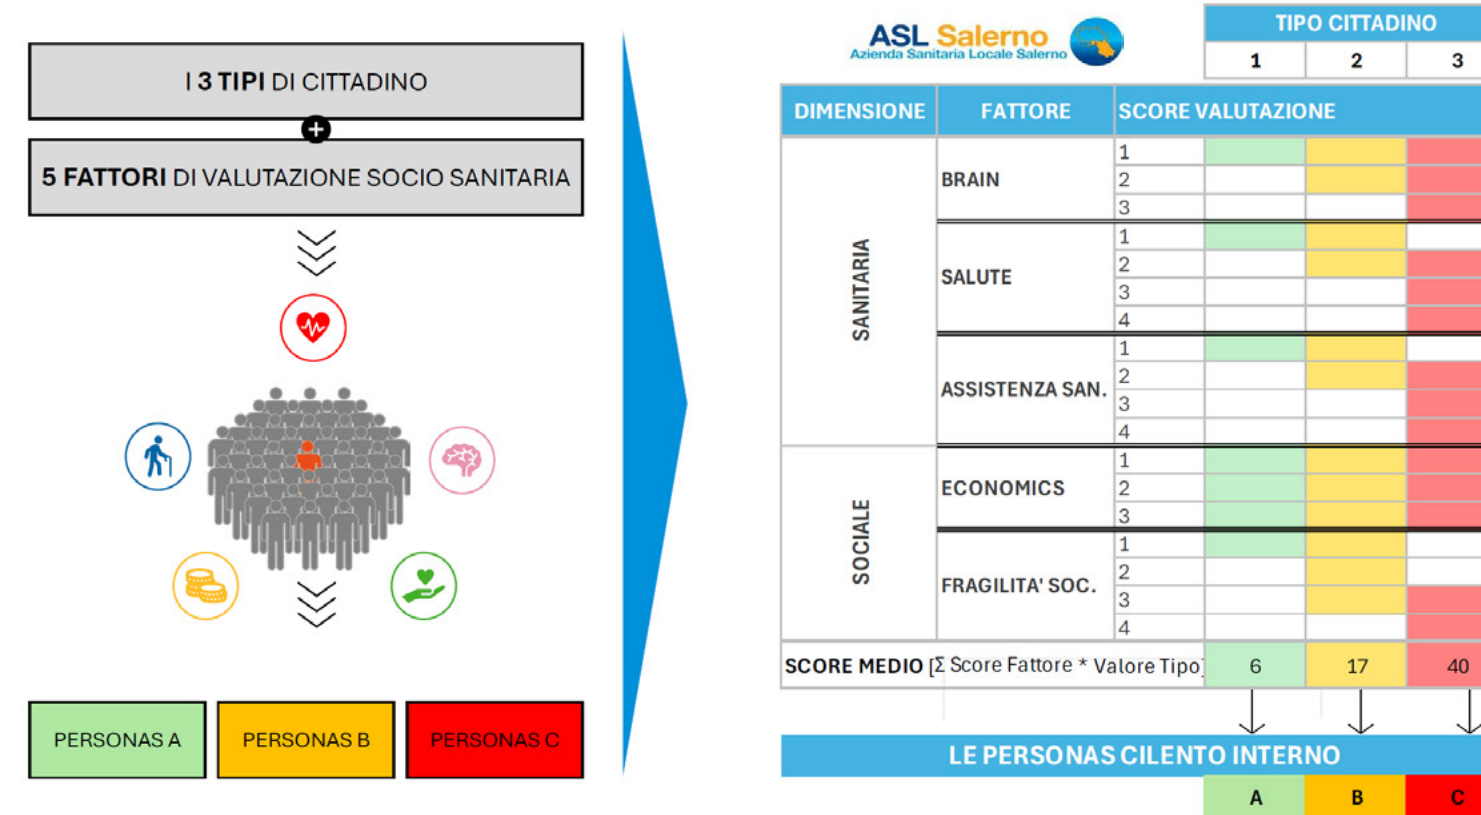 I 3 TIPI DI CITTADINO
5 FATTORI DI VALUTAZIONE SOCIO SANITARIA
PERSONAS A
PERSONAS B
PERSONAS C
ASL Salerno
Azienda Sanitaria Locale Salerno
TIPO CITTADINO
1 2 3
DIMENSIONE FATTORE SCORE VALUTAZIONE
SANITARIA
BRAIN
1
2
3
SALUTE
1
2
3
4
ASSISTENZA SAN.
1
2
3
4
SOCIALE
ECONOMICS
1
2
3
FRAGILITA' SOC.
1
2
3
4
SCORE MEDIO [Σ Score Fattore * Valore Tipo] 6 17 40
LE PERSONAS CILENTO INTERNO
A B C